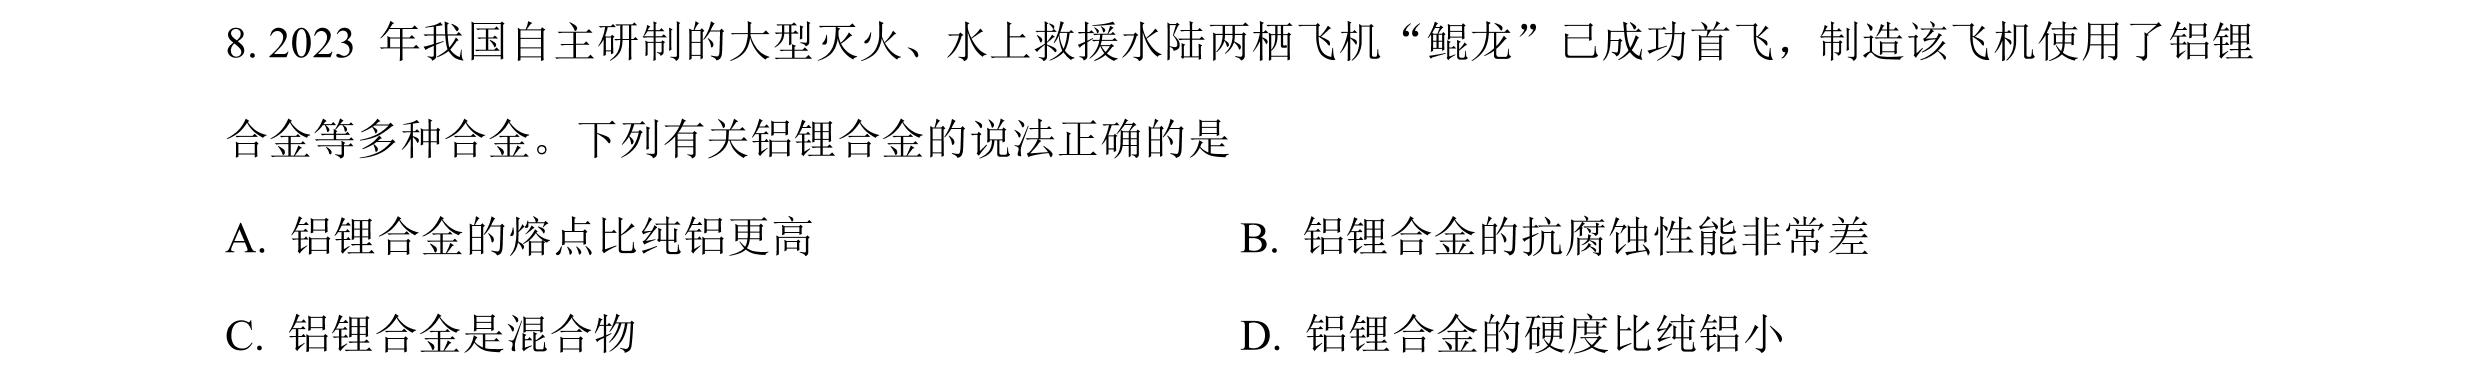 8. 2023 年我国自主研制的大型灭火、水上救援水陆两栖飞机“鲲龙”已成功首飞，制造该飞机使用了铝锂
合金等多种合金。下列有关铝锂合金的说法正确的是
A. 铝锂合金的熔点比纯铝更高 B. 铝锂合金的抗腐蚀性能非常差
C. 铝锂合金是混合物 D. 铝锂合金的硬度比纯铝小